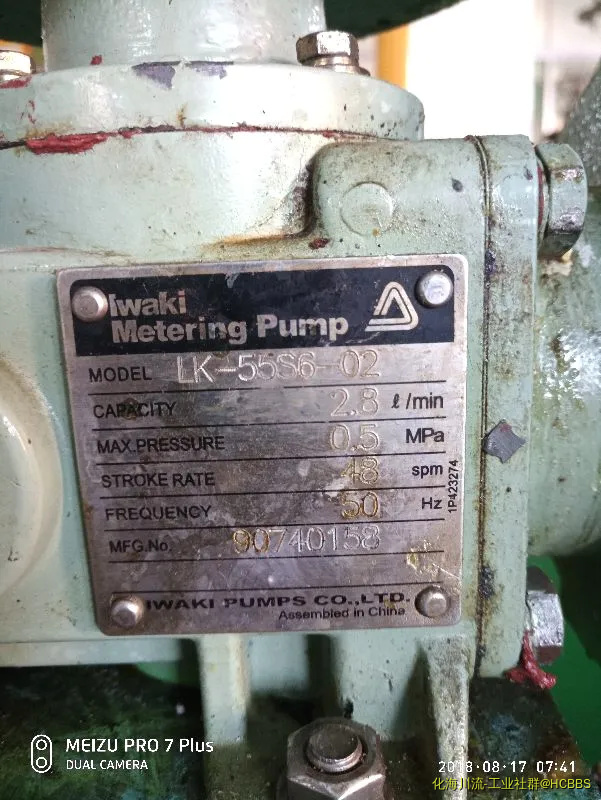 Iwaki
Metering Pump
MODEL LK-55S6-02
CAPACITY 2.8 ℓ/min
MAX.PRESSURE 0.5 MPa
STROKE RATE 48 spm
FREQUENCY 50 Hz
MFG.No. 90740158
1P423274
IWAKI PUMPS CO.,LTD.
Assembled in China
MEIZU PRO 7 Plus
DUAL CAMERA
2018·08·17 07:41
化海川流-工业社群@HCBBS